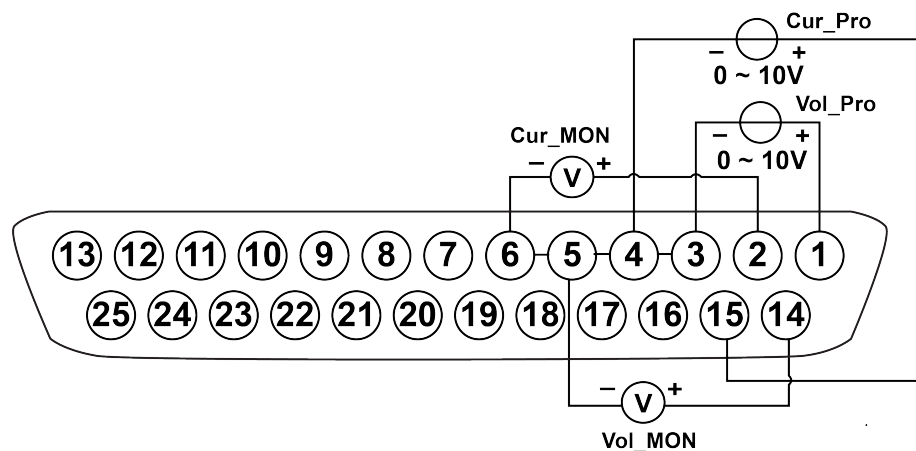 Cur_Pro
− +
0 ~ 10V
Vol_Pro
− +
0 ~ 10V
Cur_MON
− V +
13 12 11 10 9 8 7 6 5 4 3 2 1
25 24 23 22 21 20 19 18 17 16 15 14
− V +
Vol_MON